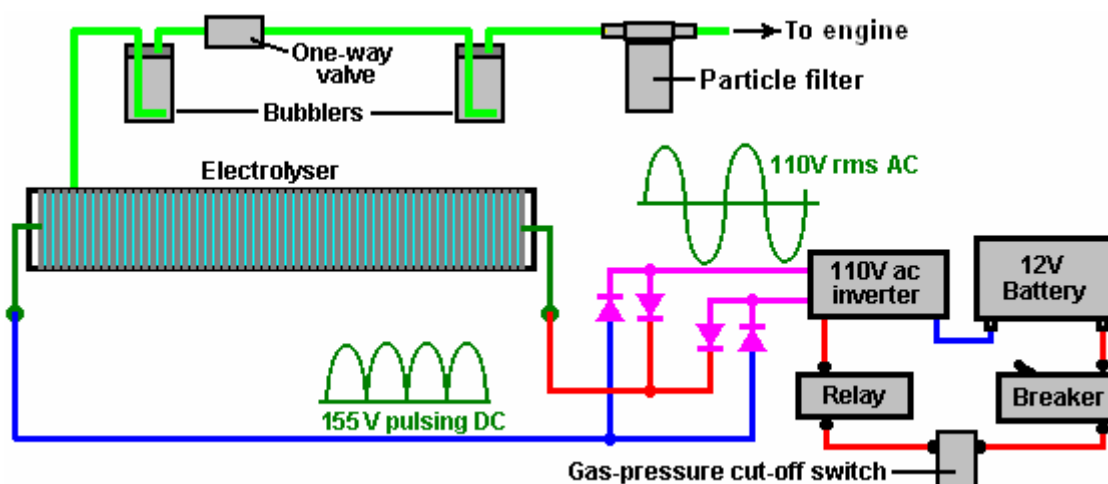 To engine
One-way
valve
Particle filter
Bubblers
Electrolyser
110V rms AC
110V ac
inverter
12V
Battery
155 V pulsing DC
Relay
Breaker
Gas-pressure cut-off switch